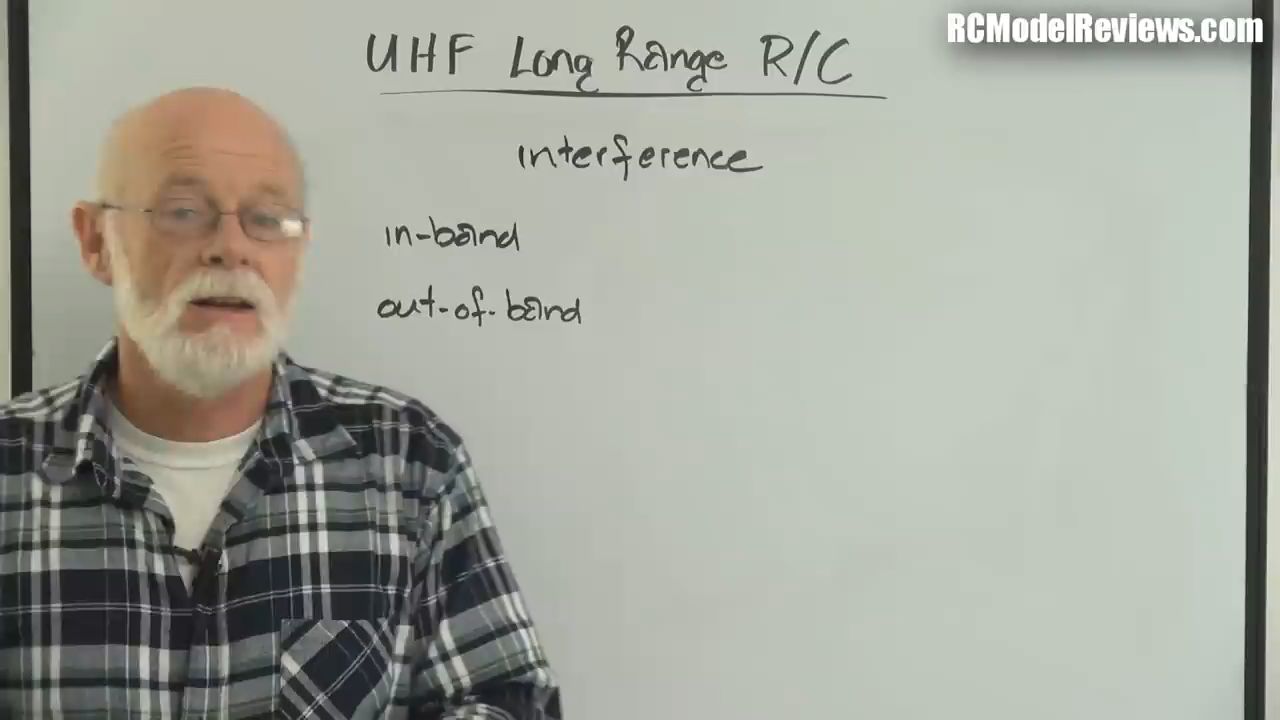 RCModelReviews.com
UHF Long Range R/C
interference
in-band
out-of-band